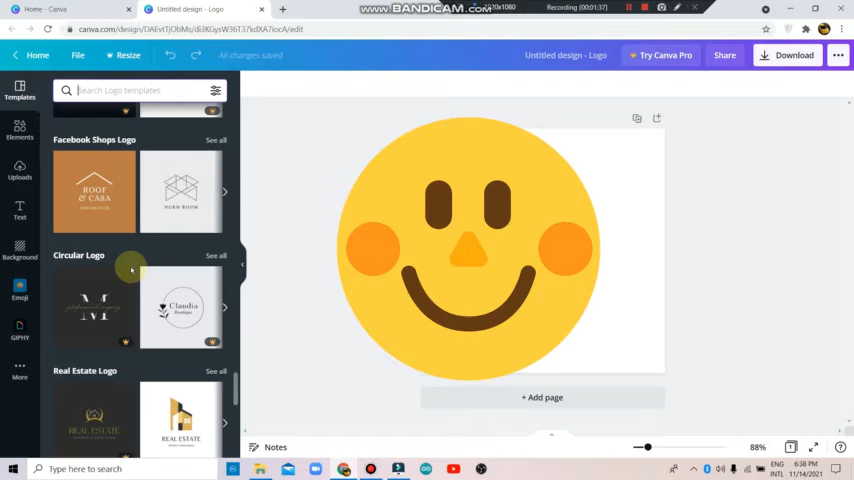 Home - Canva
Untitled design - Logo
www.BANDICAM.com
1920x1080
Recording [00:01:37]
canva.com/design/DAEvtTjObMs/di3KGysW36T37kdXA7iocA/edit
Home
File
Resize
All changes saved
Untitled design - Logo
Try Canva Pro
Share
Download
Templates
Elements
Uploads
Text
Background
Emoji
GIPHY
More
Search Logo templates
Facebook Shops Logo
See all
ROOF
& CASA
NORM ROOM
Circular Logo
See all
M
Claudia
Boutique
Real Estate Logo
See all
REAL ESTATE
REAL ESTATE
+ Add page
Notes
88%
1
Type here to search
ENG
INTL
6:38 PM
11/14/2021